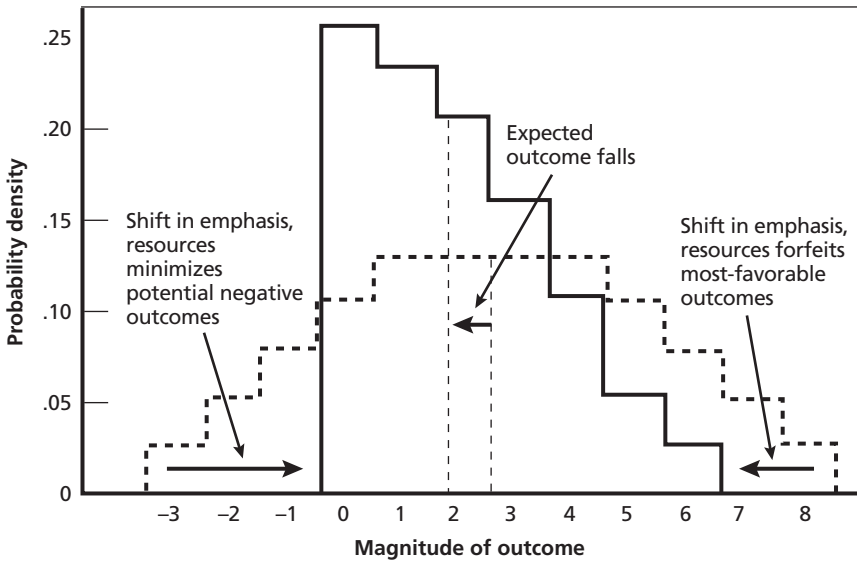 .25
.20
.15
.10
.05
0
Probability density
Expected
outcome falls
Shift in emphasis,
resources
minimizes
potential negative
outcomes
Shift in emphasis,
resources forfeits
most-favorable
outcomes
–3 –2 –1 0 1 2 3 4 5 6 7 8
Magnitude of outcome